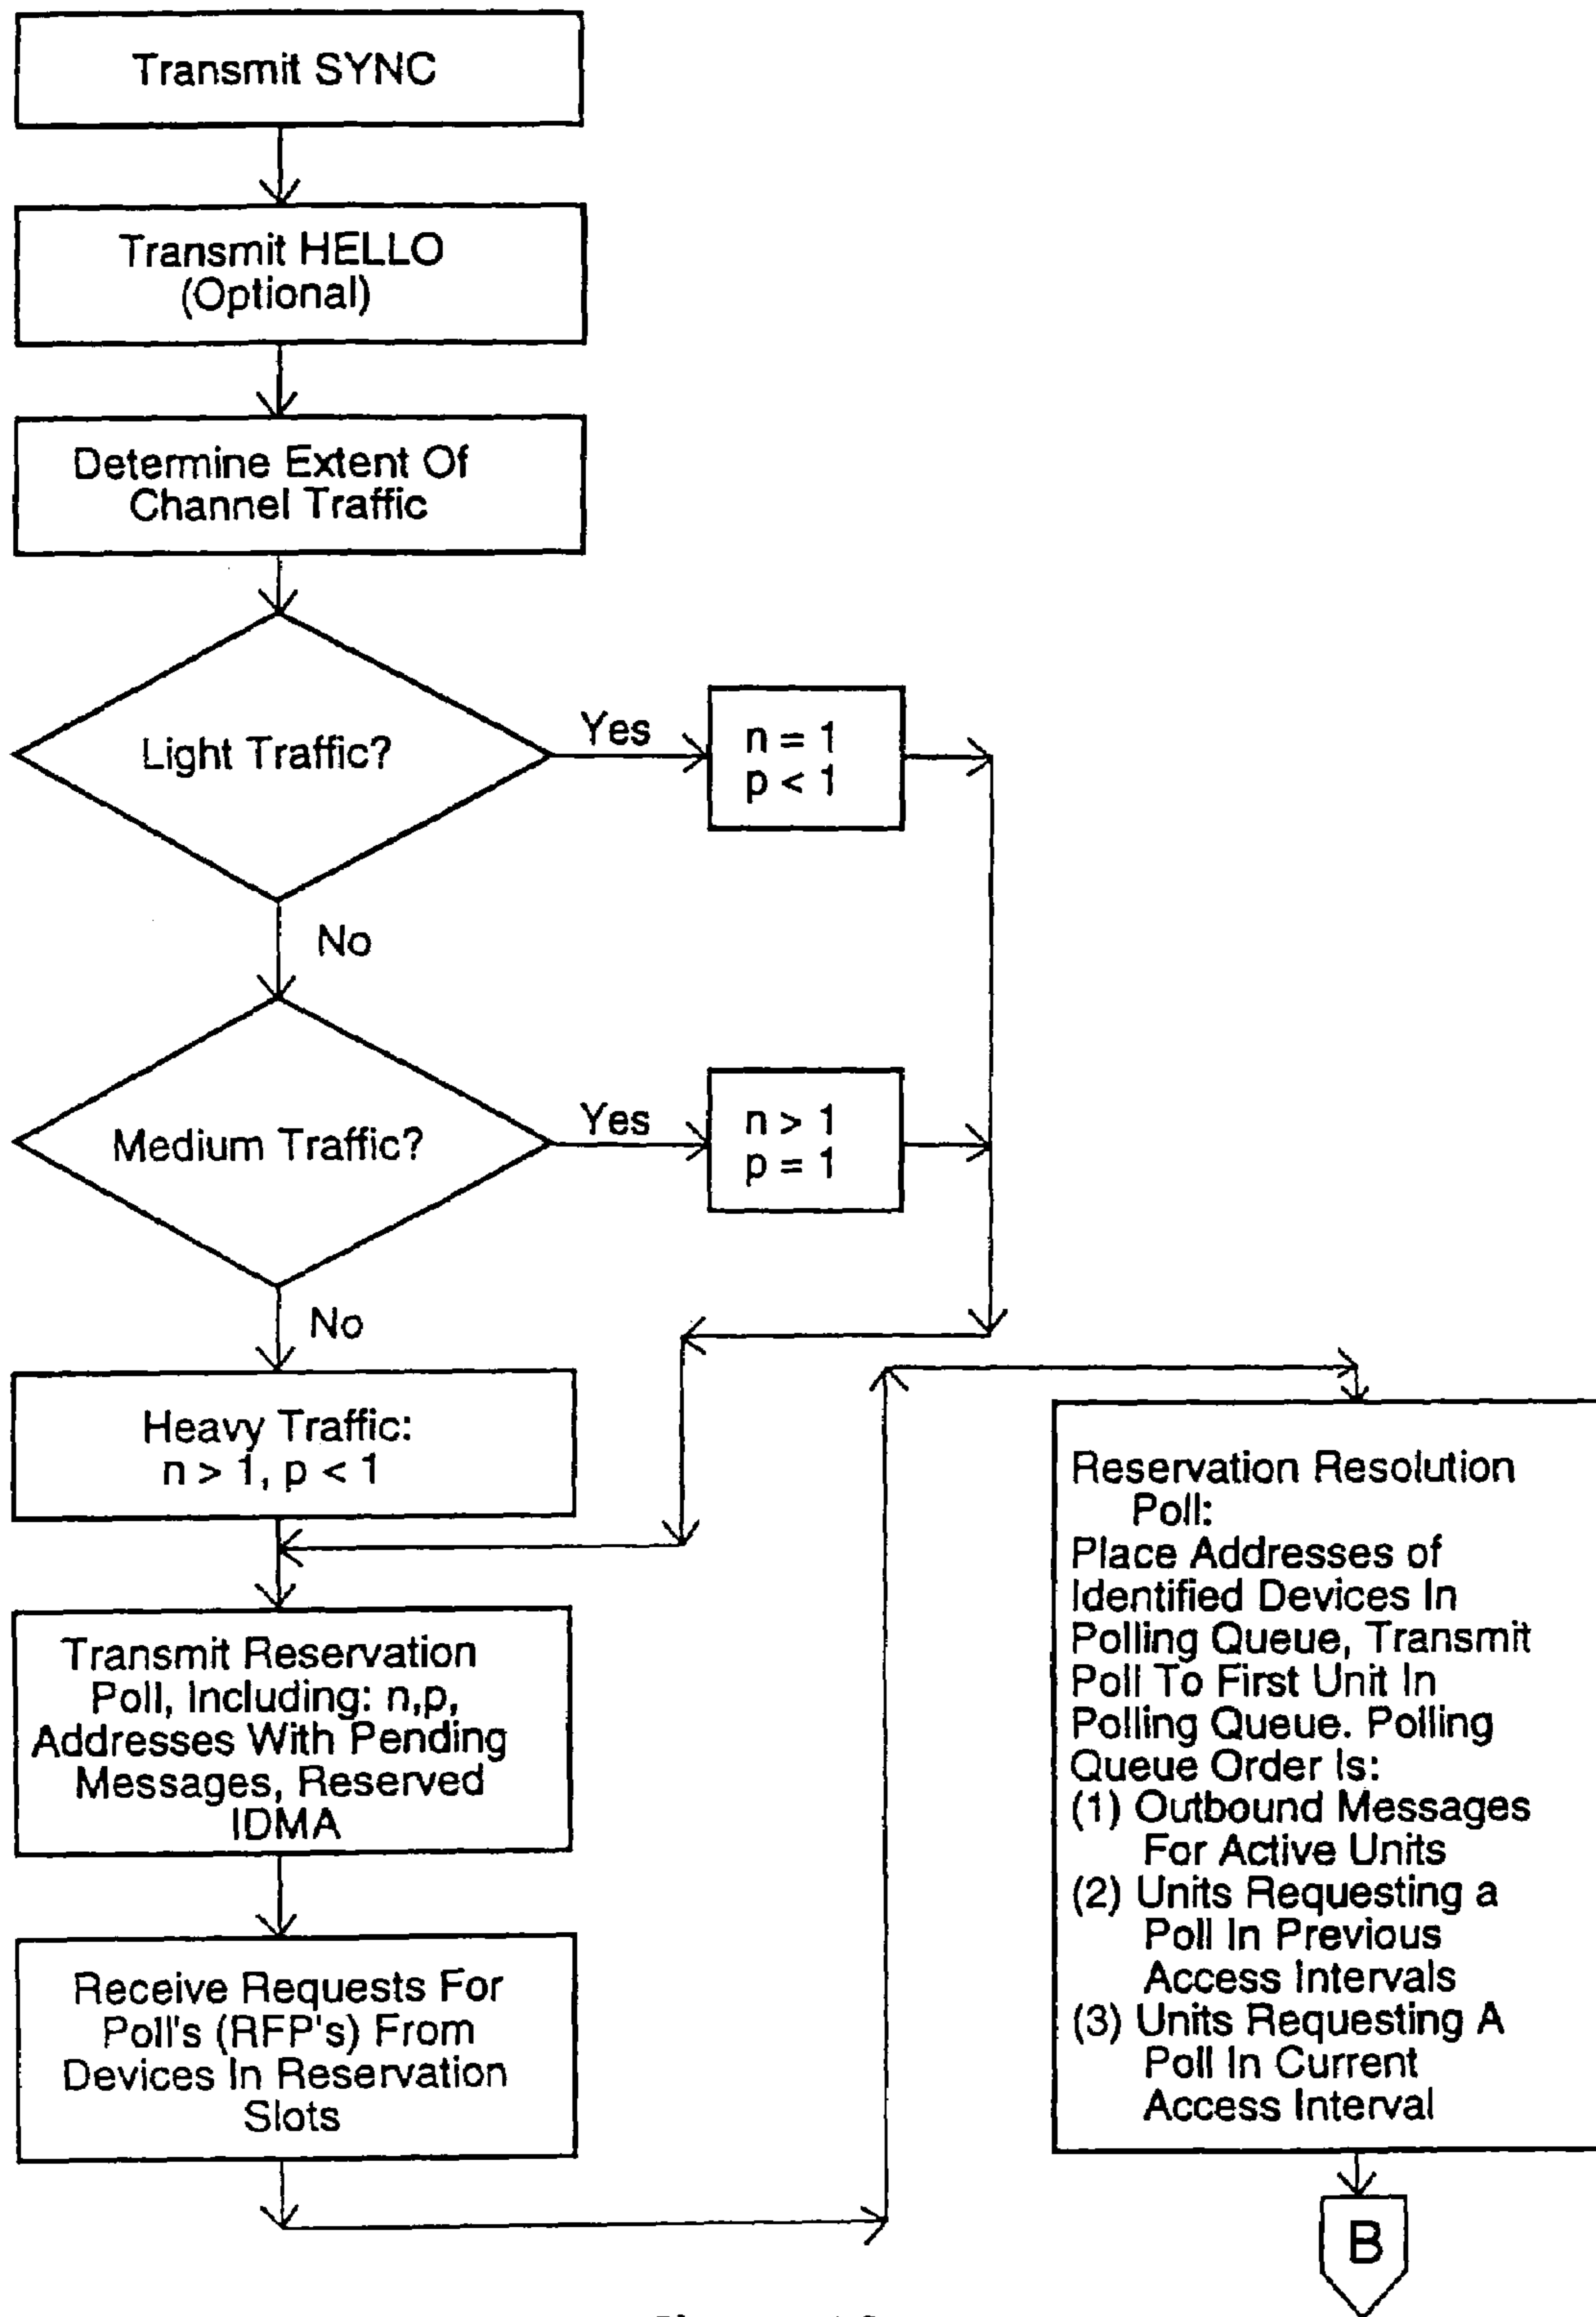 Transmit SYNC
Transmit HELLO
(Optional)
Determine Extent Of
Channel Traffic
Light Traffic?
Yes
n = 1
p < 1
No
Medium Traffic?
Yes
n > 1
p = 1
No
Heavy Traffic:
n > 1, p < 1
Transmit Reservation
Poll, Including: n,p,
Addresses With Pending
Messages, Reserved
IDMA
Receive Requests For
Poll's (RFP's) From
Devices In Reservation
Slots
Reservation Resolution
Poll:
Place Addresses of
Identified Devices In
Polling Queue, Transmit
Poll To First Unit In
Polling Queue. Polling
Queue Order Is:
(1) Outbound Messages
For Active Units
(2) Units Requesting a
Poll In Previous
Access Intervals
(3) Units Requesting A
Poll In Current
Access Interval
B